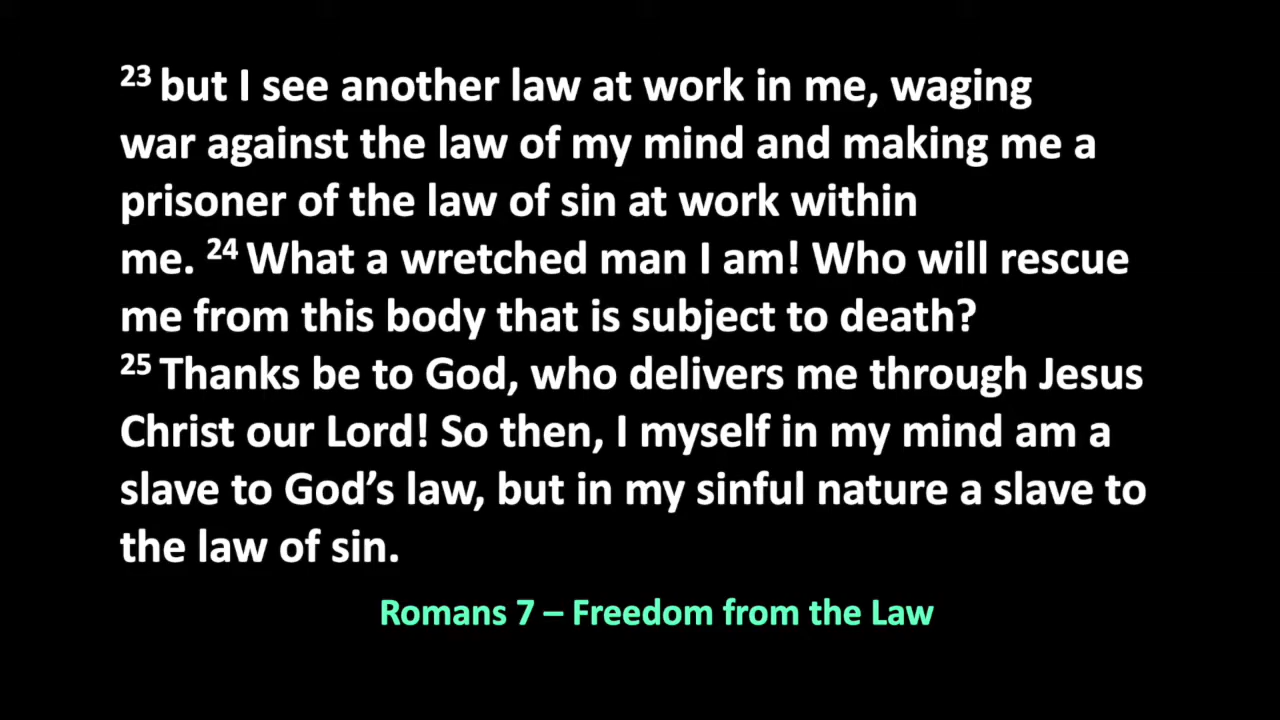 23 but I see another law at work in me, waging
war against the law of my mind and making me a
prisoner of the law of sin at work within
me. 24 What a wretched man I am! Who will rescue
me from this body that is subject to death?
25 Thanks be to God, who delivers me through Jesus
Christ our Lord! So then, I myself in my mind am a
slave to God’s law, but in my sinful nature a slave to
the law of sin.
Romans 7 – Freedom from the Law